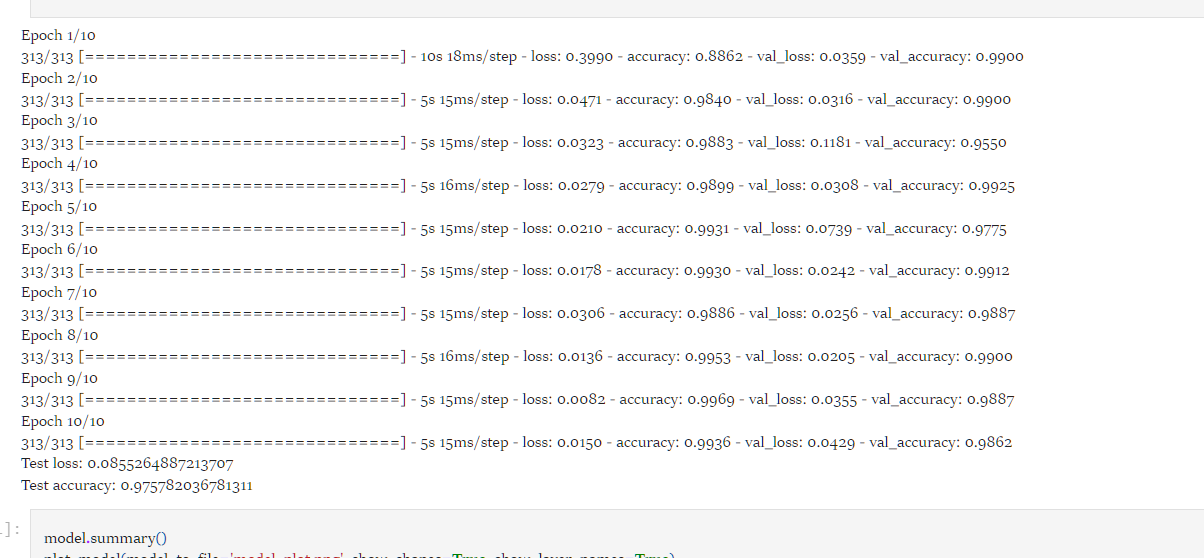 Epoch 1/10
313/313 [==============================] - 10s 18ms/step - loss: 0.3990 - accuracy: 0.8862 - val_loss: 0.0359 - val_accuracy: 0.9900
Epoch 2/10
313/313 [==============================] - 5s 15ms/step - loss: 0.0471 - accuracy: 0.9840 - val_loss: 0.0316 - val_accuracy: 0.9900
Epoch 3/10
313/313 [==============================] - 5s 15ms/step - loss: 0.0323 - accuracy: 0.9883 - val_loss: 0.1181 - val_accuracy: 0.9550
Epoch 4/10
313/313 [==============================] - 5s 16ms/step - loss: 0.0279 - accuracy: 0.9899 - val_loss: 0.0308 - val_accuracy: 0.9925
Epoch 5/10
313/313 [==============================] - 5s 15ms/step - loss: 0.0210 - accuracy: 0.9931 - val_loss: 0.0739 - val_accuracy: 0.9775
Epoch 6/10
313/313 [==============================] - 5s 15ms/step - loss: 0.0178 - accuracy: 0.9930 - val_loss: 0.0242 - val_accuracy: 0.9912
Epoch 7/10
313/313 [==============================] - 5s 15ms/step - loss: 0.0306 - accuracy: 0.9886 - val_loss: 0.0256 - val_accuracy: 0.9887
Epoch 8/10
313/313 [==============================] - 5s 16ms/step - loss: 0.0136 - accuracy: 0.9953 - val_loss: 0.0205 - val_accuracy: 0.9900
Epoch 9/10
313/313 [==============================] - 5s 15ms/step - loss: 0.0082 - accuracy: 0.9969 - val_loss: 0.0355 - val_accuracy: 0.9887
Epoch 10/10
313/313 [==============================] - 5s 15ms/step - loss: 0.0150 - accuracy: 0.9936 - val_loss: 0.0429 - val_accuracy: 0.9862
Test loss: 0.0855264887213707
Test accuracy: 0.975782036781311
]:
model.summary()